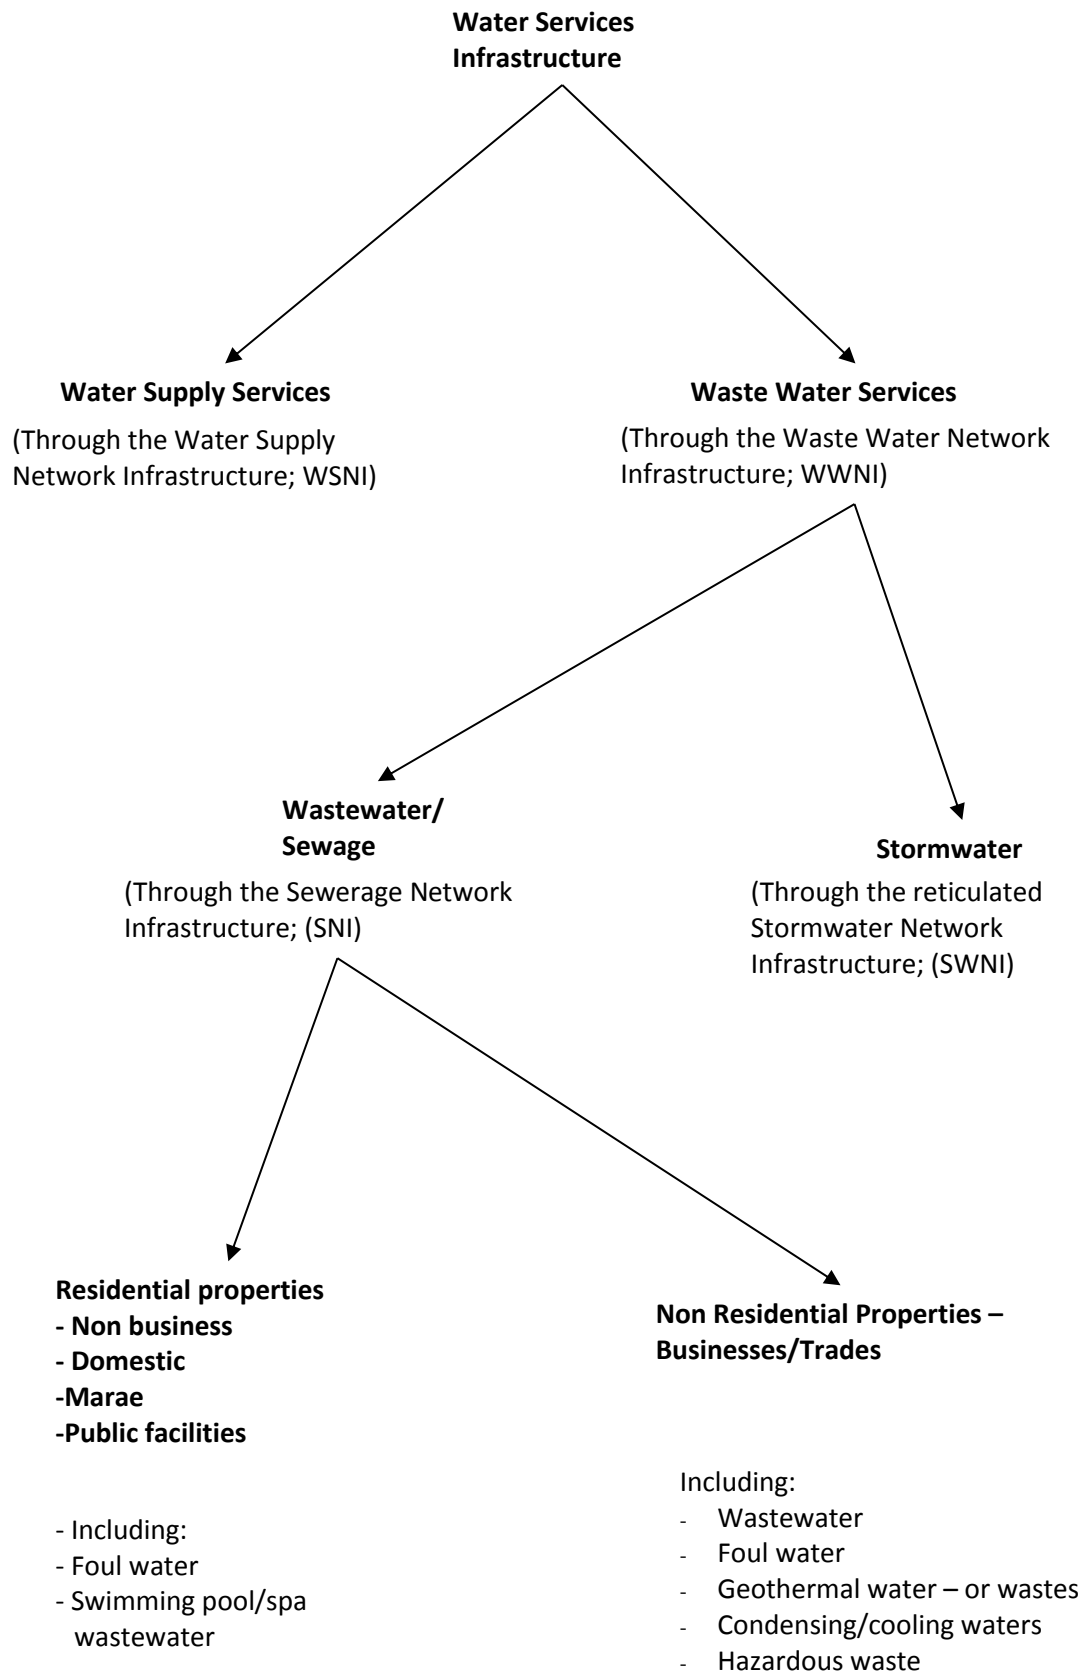 Water Services
Infrastructure
Water Supply Services
(Through the Water Supply
Network Infrastructure; WSNI)
Waste Water Services
(Through the Waste Water Network
Infrastructure; WWNI)
Wastewater/
Sewage
(Through the Sewerage Network
Infrastructure; (SNI)
Stormwater
(Through the reticulated
Stormwater Network
Infrastructure; (SWNI)
Residential properties
- Non business
- Domestic
-Marae
-Public facilities
- Including:
- Foul water
- Swimming pool/spa
wastewater
Non Residential Properties –
Businesses/Trades
Including:
- Wastewater
- Foul water
- Geothermal water – or wastes
- Condensing/cooling waters
- Hazardous waste